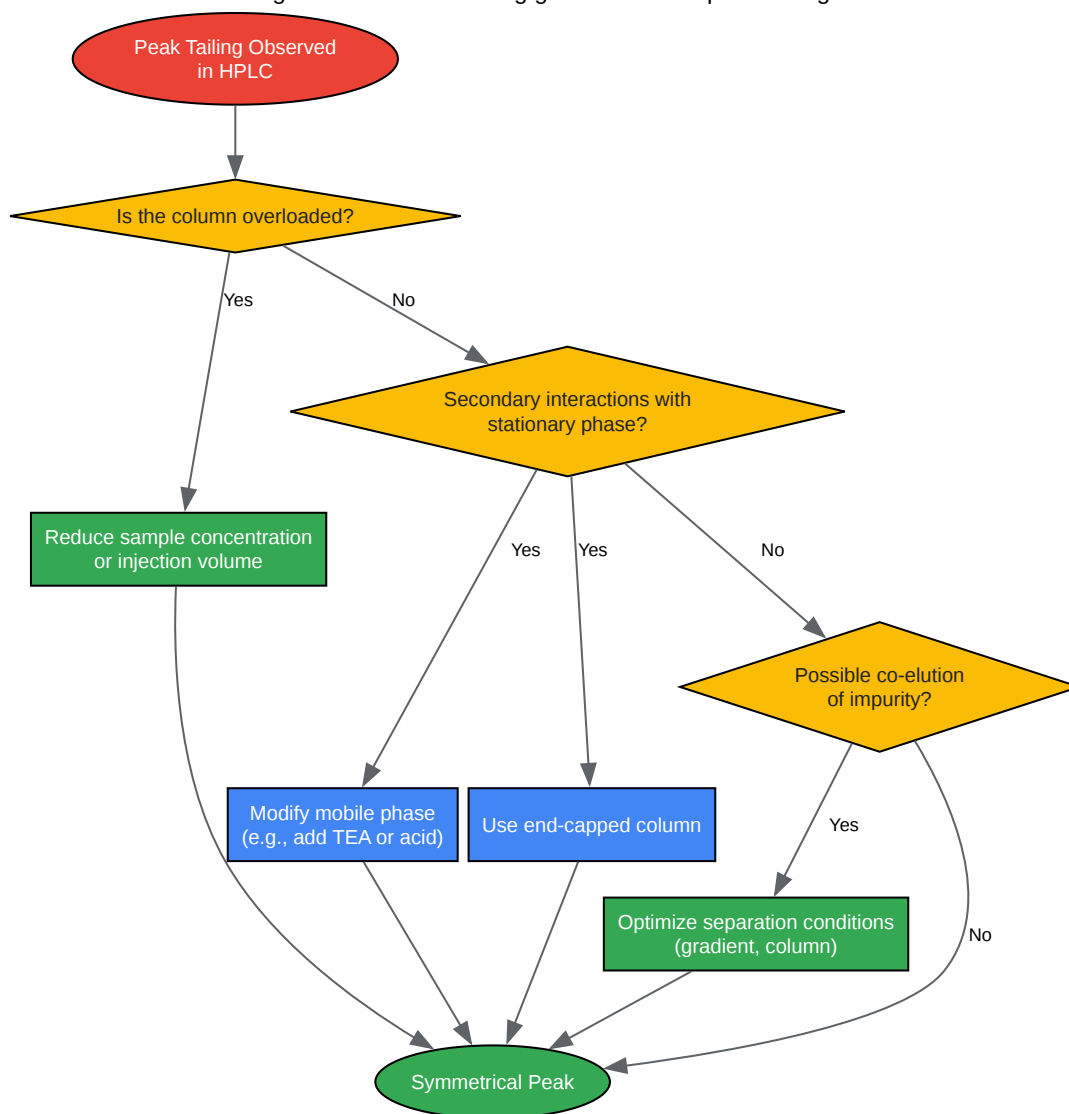 Peak Tailing Observed
in HPLC
Is the column overloaded?
Yes
No
Secondary interactions with
stationary phase?
Reduce sample concentration
or injection volume
Yes
Yes
No
Possible co-elution
of impurity?
Modify mobile phase
(e.g., add TEA or acid)
Use end-capped column
Yes
Optimize separation conditions
(gradient, column)
No
Symmetrical Peak